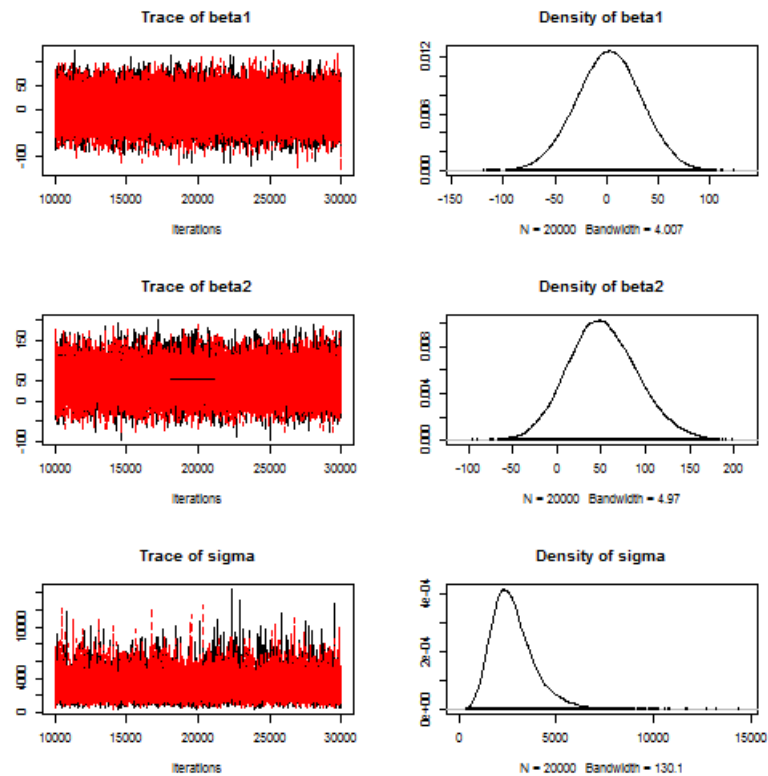 Trace of beta1
50
0
-100
10000 15000 20000 25000 30000
Iterations
Density of beta1
0.012
0.006
0.000
-150 -100 -50 0 50 100
N = 20000 Bandwidth = 4.007
Trace of beta2
150
50
0
-100
10000 15000 20000 25000 30000
Iterations
Density of beta2
0.008
0.004
0.000
-100 -50 0 50 100 150 200
N = 20000 Bandwidth = 4.97
Trace of sigma
10000
4000
0
10000 15000 20000 25000 30000
Iterations
Density of sigma
4e-04
2e-04
0e+00
0 5000 10000 15000
N = 20000 Bandwidth = 130.1